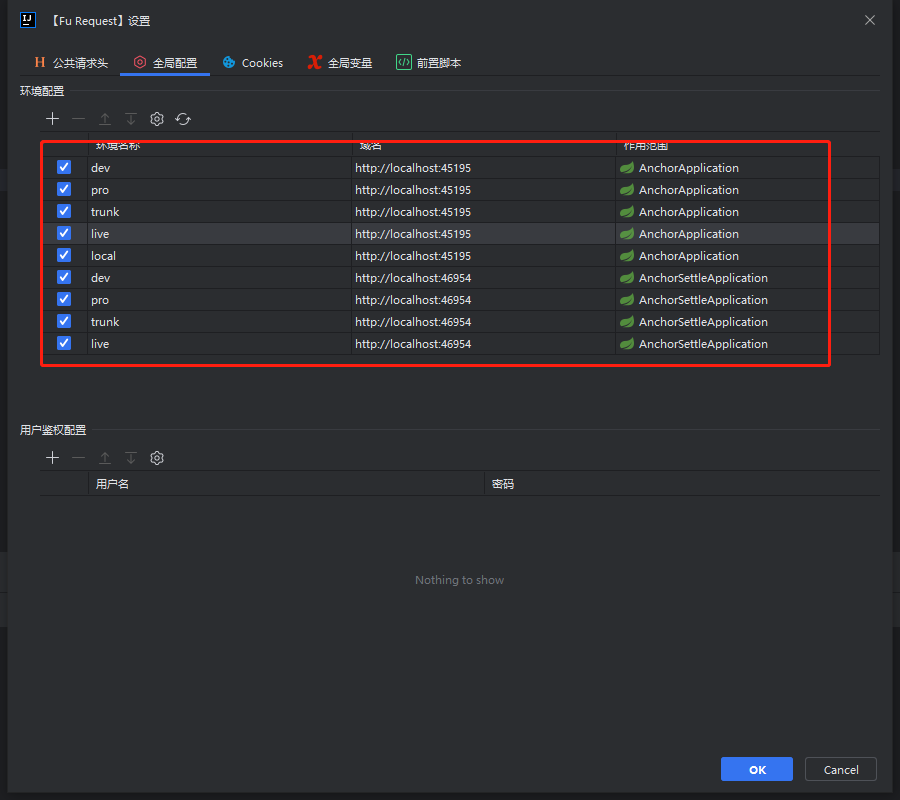 【Fu Request】设置
公共请求头 全局配置 Cookies 全局变量 前置脚本
环境配置
环境名称 域名 作用范围
dev http://localhost:45195 AnchorApplication
pro http://localhost:45195 AnchorApplication
trunk http://localhost:45195 AnchorApplication
live http://localhost:45195 AnchorApplication
local http://localhost:45195 AnchorApplication
dev http://localhost:46954 AnchorSettleApplication
pro http://localhost:46954 AnchorSettleApplication
trunk http://localhost:46954 AnchorSettleApplication
live http://localhost:46954 AnchorSettleApplication
用户鉴权配置
用户名 密码
Nothing to show
OK Cancel